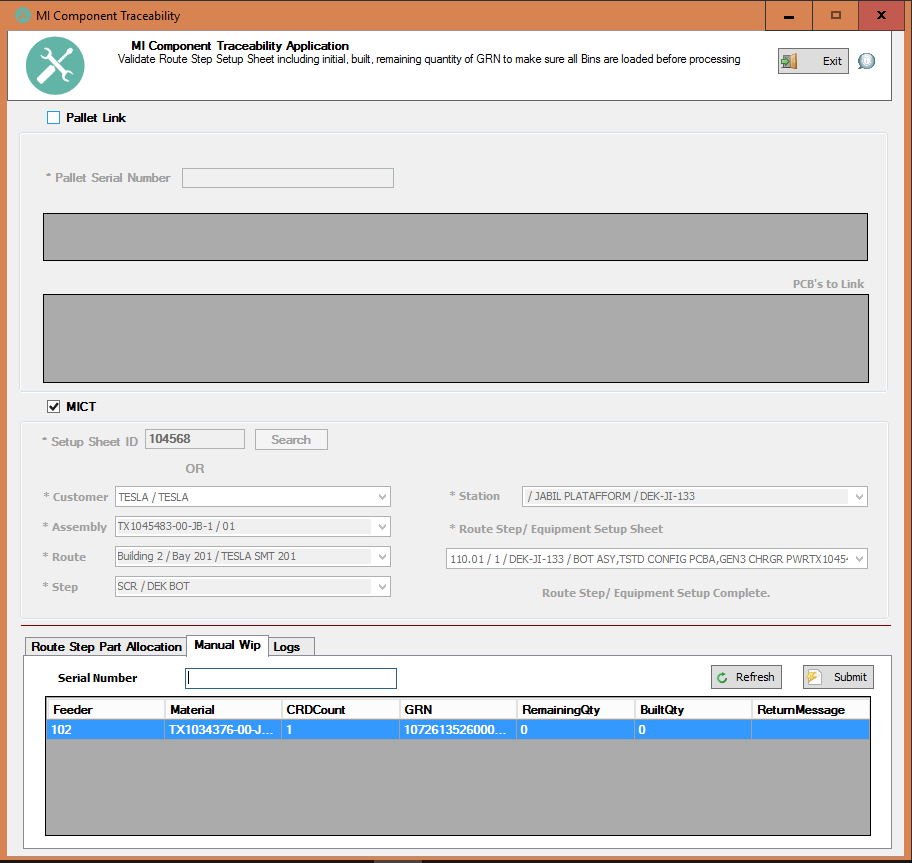 MI Component Traceability
MI Component Traceability Application
Validate Route Step Setup Sheet including initial, built, remaining quantity of GRN to make sure all Bins are loaded before processing
Exit
Pallet Link
* Pallet Serial Number
PCB's to Link
MICT
* Setup Sheet ID 104568 Search
OR
* Customer TESLA / TESLA * Station / JABIL PLATAFFORM / DEK-JI-133
* Assembly TX1045483-00-JB-1 / 01 * Route Step/ Equipment Setup Sheet
* Route Building 2 / Bay 201 / TESLA SMT 201 110.01 / 1 / DEK-JI-133 / BOT ASY,TSTD CONFIG PCBA,GEN3 CHRGR PWRTX1045
* Step SCR / DEK BOT Route Step/ Equipment Setup Complete.
Route Step Part Allocation Manual Wip Logs
Serial Number Refresh Submit
Feeder Material CRDCount GRN RemainingQty BuiltQty ReturnMessage
102 TX1034376-00-J... 1 1072613526000... 0 0